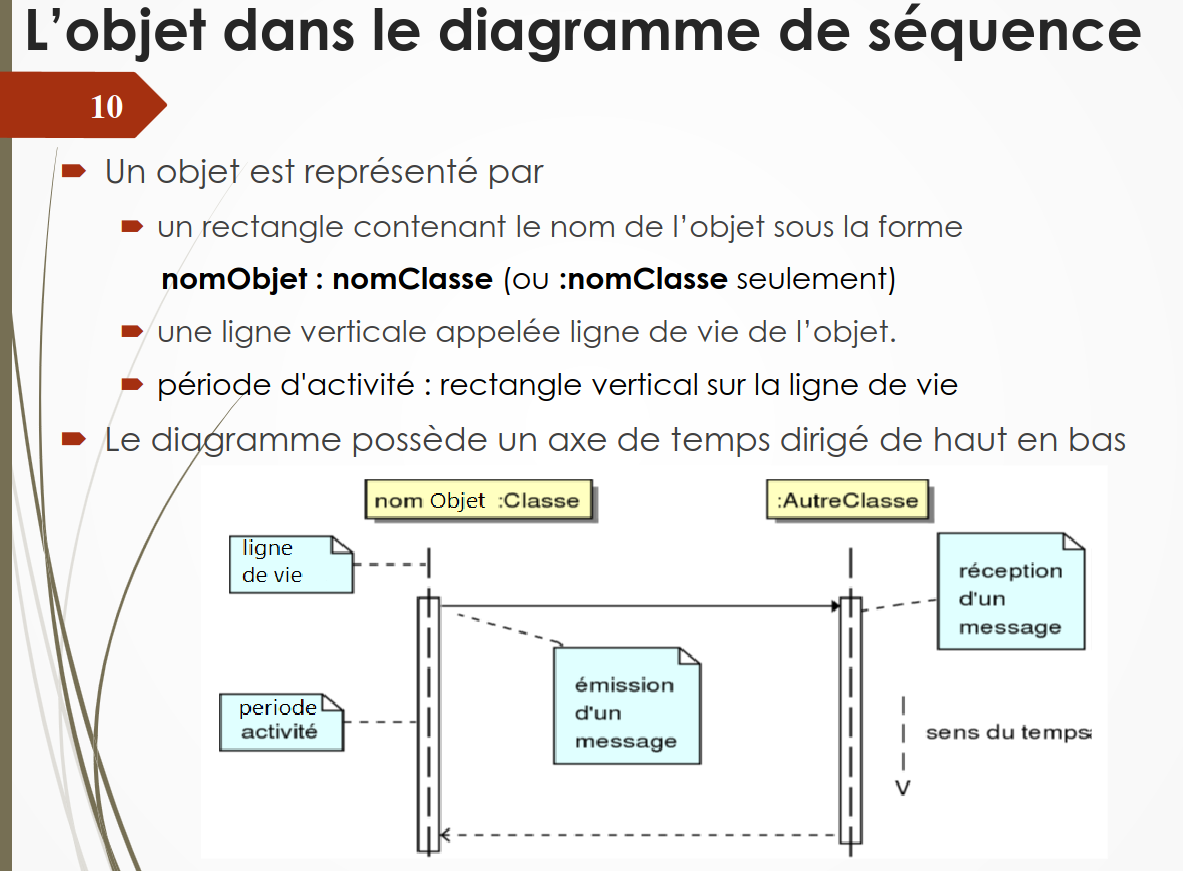 L’objet dans le diagramme de séquence
10
Un objet est représenté par
un rectangle contenant le nom de l’objet sous la forme
nomObjet : nomClasse (ou :nomClasse seulement)
une ligne verticale appelée ligne de vie de l’objet.
période d'activité : rectangle vertical sur la ligne de vie
Le diagramme possède un axe de temps dirigé de haut en bas
nom Objet :Classe
:AutreClasse
ligne
de vie
réception
d'un
message
émission
d'un
message
periode
activité
sens du temps